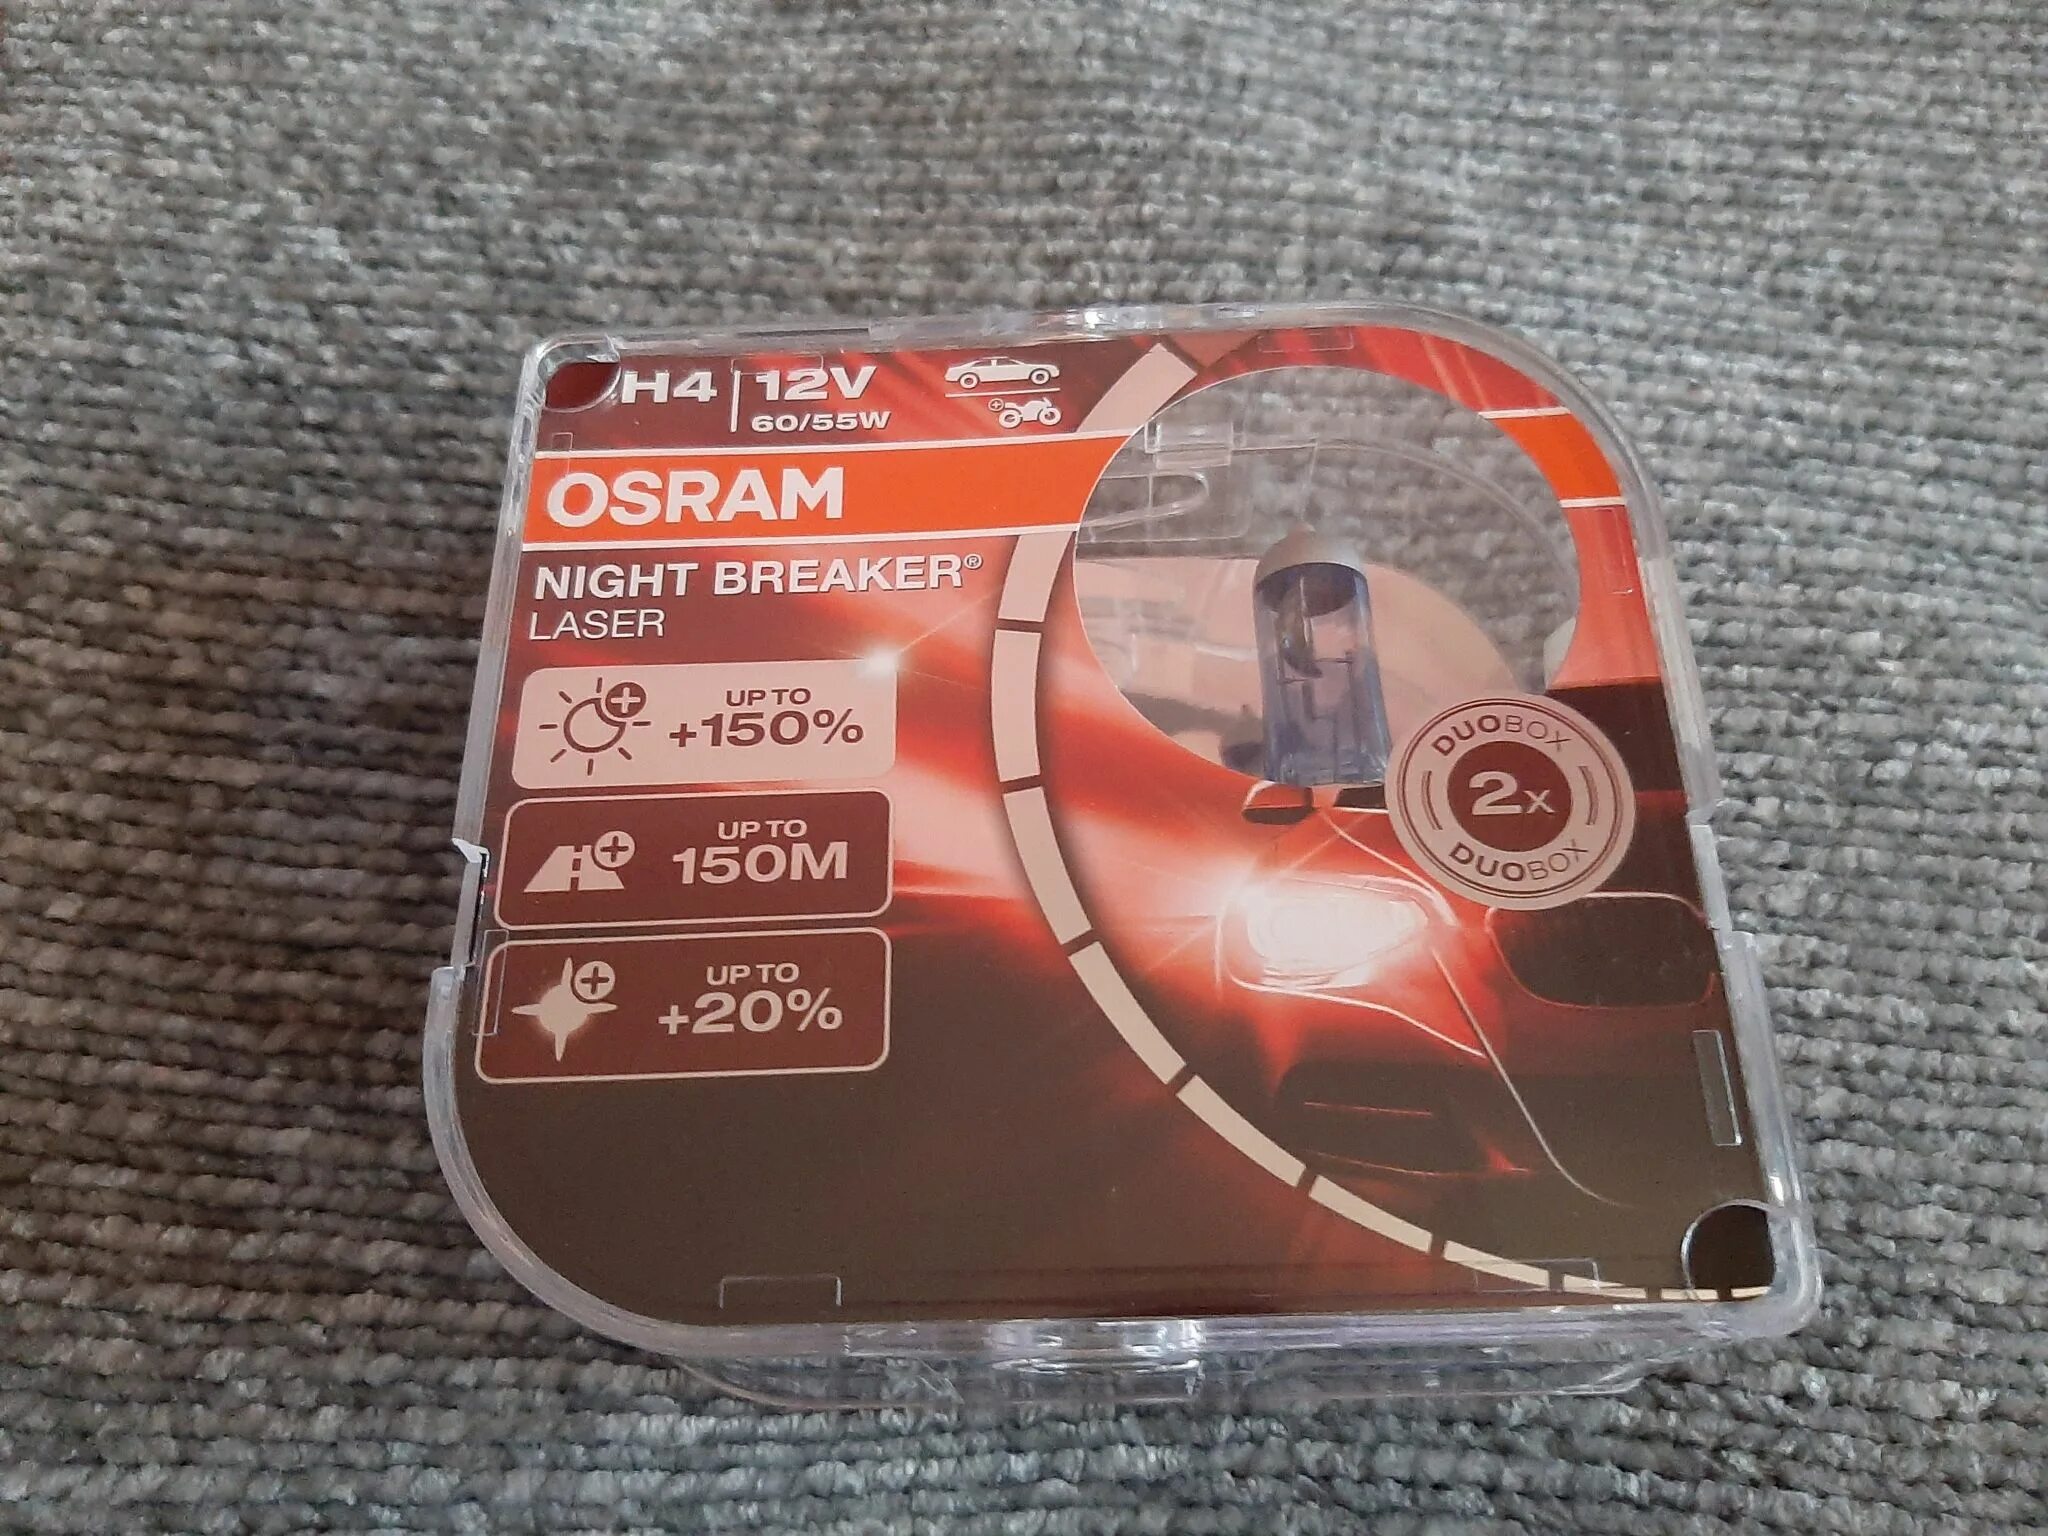 H4 | 12V
60/55W
OSRAM
NIGHT BREAKER®
LASER
UP TO
+150%
UP TO
150M
UP TO
+20%
DUOBOX
2x
DUOBOX